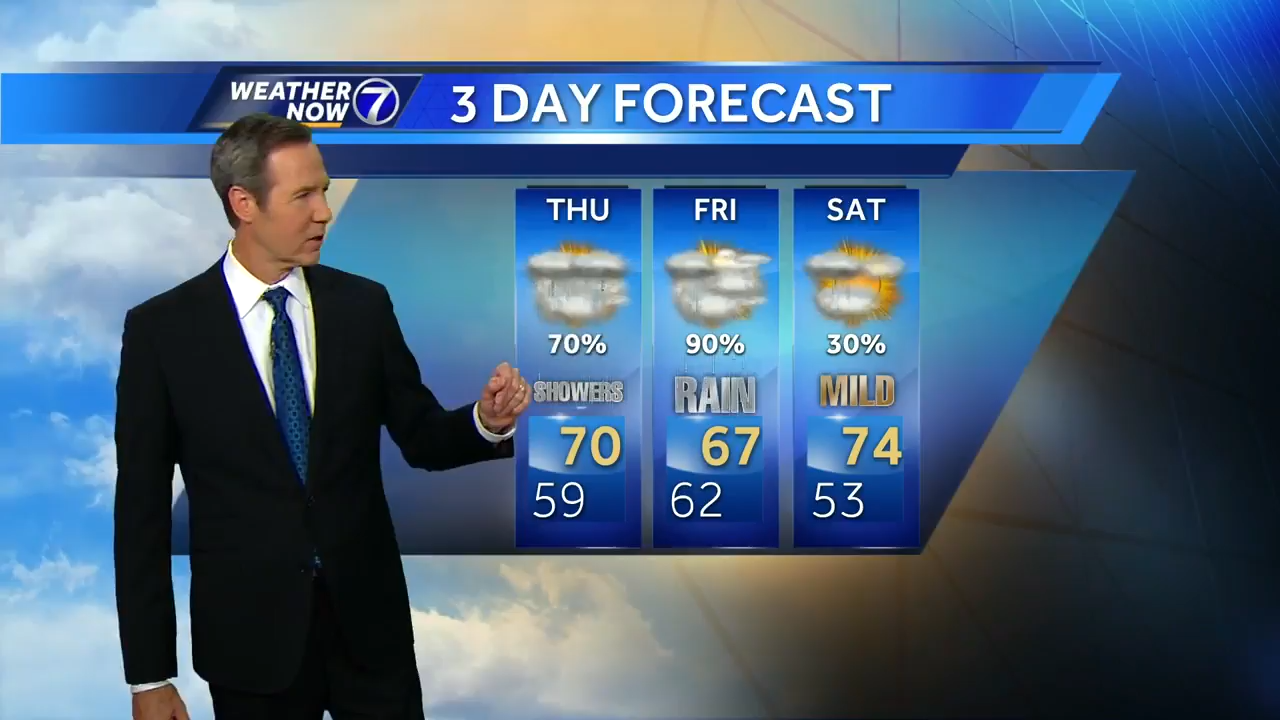 WEATHER
NOW 7
3 DAY FORECAST
THU
70%
SHOWERS
70
59
FRI
90%
RAIN
67
62
SAT
30%
MILD
74
53